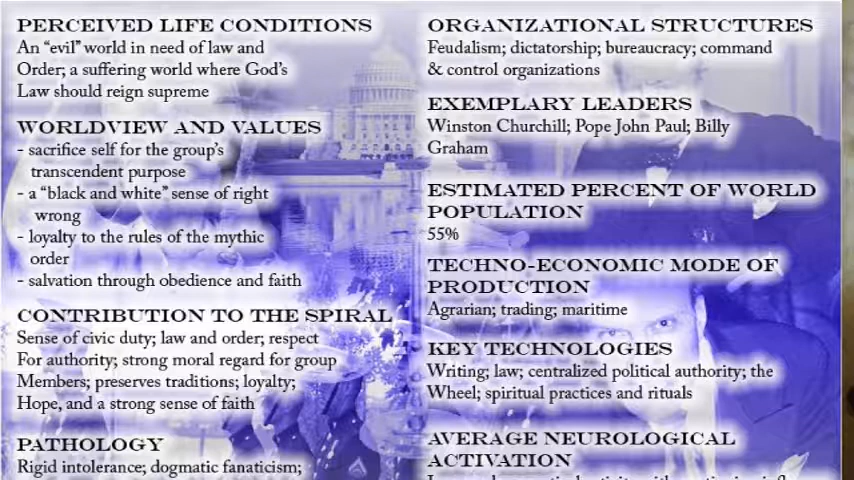 PERCEIVED LIFE CONDITIONS
An “evil” world in need of law and
Order; a suffering world where God’s
Law should reign supreme
WORLDVIEW AND VALUES
- sacrifice self for the group’s
transcendent purpose
- a “black and white” sense of right
wrong
- loyalty to the rules of the mythic
order
- salvation through obedience and faith
CONTRIBUTION TO THE SPIRAL
Sense of civic duty; law and order; respect
For authority; strong moral regard for group
Members; preserves traditions; loyalty;
Hope, and a strong sense of faith
PATHOLOGY
Rigid intolerance; dogmatic fanaticism;
ORGANIZATIONAL STRUCTURES
Feudalism; dictatorship; bureaucracy; command
& control organizations
EXEMPLARY LEADERS
Winston Churchill; Pope John Paul; Billy
Graham
ESTIMATED PERCENT OF WORLD
POPULATION
55%
TECHNO-ECONOMIC MODE OF
PRODUCTION
Agrarian; trading; maritime
KEY TECHNOLOGIES
Writing; law; centralized political authority; the
Wheel; spiritual practices and rituals
AVERAGE NEUROLOGICAL
ACTIVATION